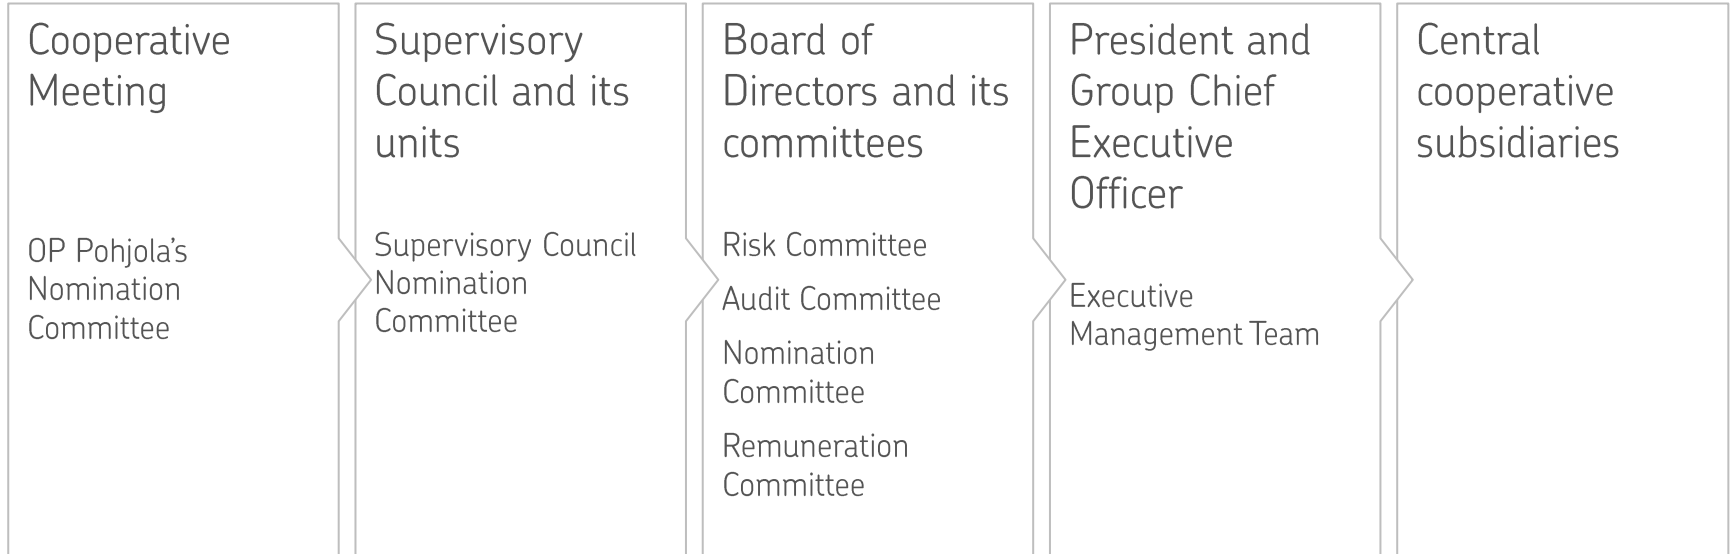 Cooperative
Meeting
OP Pohjola’s
Nomination
Committee
Supervisory
Council and its
units
Supervisory Council
Nomination
Committee
Board of
Directors and its
committees
Risk Committee
Audit Committee
Nomination
Committee
Remuneration
Committee
President and
Group Chief
Executive
Officer
Executive
Management Team
Central
cooperative
subsidiaries